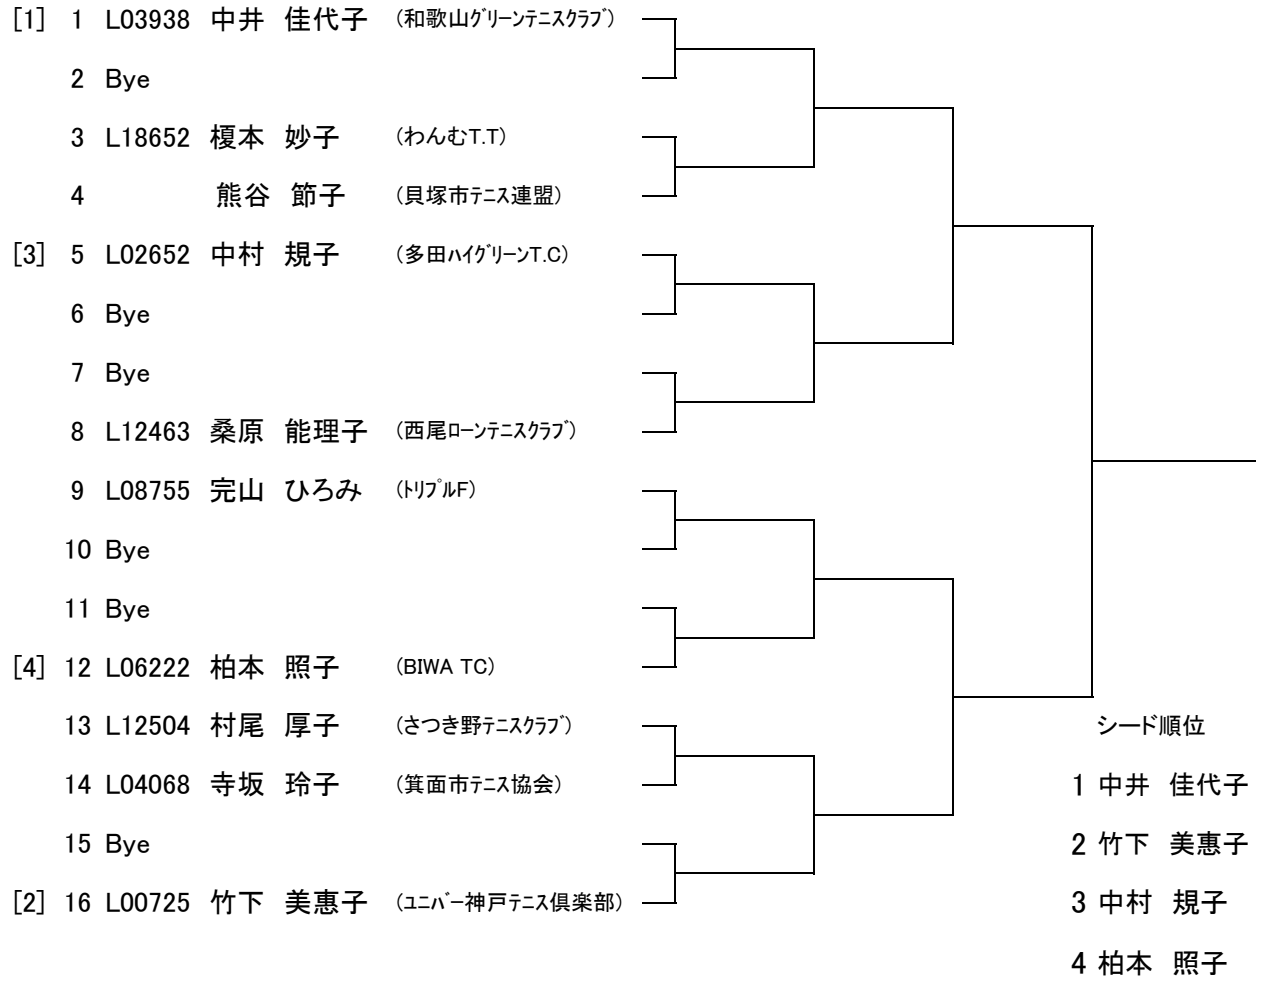 [1] 1 L03938 中井 佳代子 (和歌山ｸﾞﾘｰﾝﾃﾆｽｸﾗﾌﾞ)
2 Bye
3 L18652 榎本 妙子 (わんむT.T)
4 熊谷 節子 (貝塚市ﾃﾆｽ連盟)
[3] 5 L02652 中村 規子 (多田ﾊｲｸﾞﾘｰﾝT.C)
6 Bye
7 Bye
8 L12463 桑原 能理子 (西尾ﾛｰﾝﾃﾆｽｸﾗﾌﾞ)
9 L08755 完山 ひろみ (ﾄﾘﾌﾟﾙF)
10 Bye
11 Bye
[4] 12 L06222 柏本 照子 (BIWA TC)
13 L12504 村尾 厚子 (さつき野ﾃﾆｽｸﾗﾌﾞ)
14 L04068 寺坂 玲子 (箕面市ﾃﾆｽ協会)
15 Bye
[2] 16 L00725 竹下 美惠子 (ﾕﾆﾊﾞｰ神戸ﾃﾆｽ倶楽部)
シード順位
1 中井 佳代子
2 竹下 美惠子
3 中村 規子
4 柏本 照子